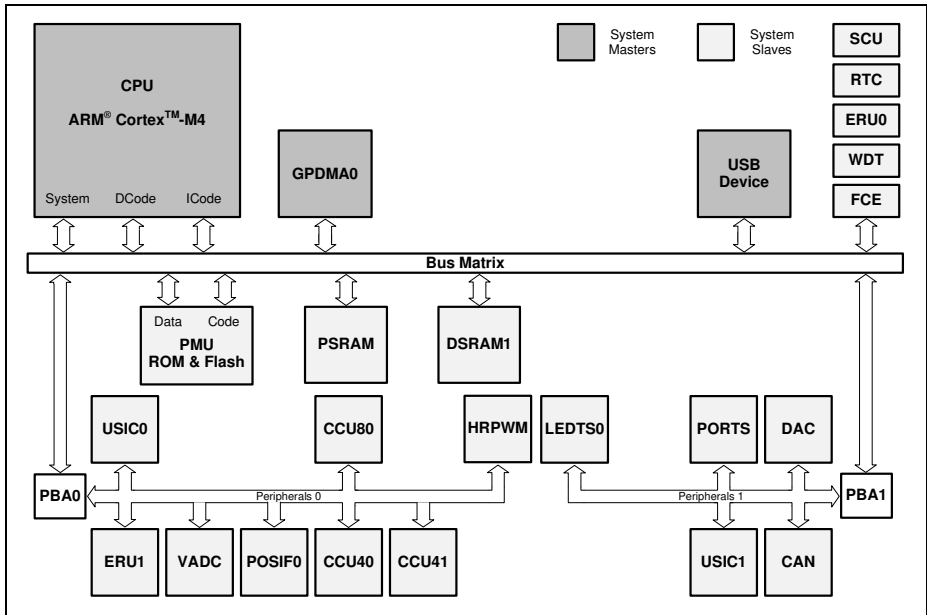 CPU
ARM® Cortex™-M4
System DCode ICode
GPDMA0
System
Masters
System
Slaves
USB
Device
SCU
RTC
ERU0
WDT
FCE
Bus Matrix
Data Code
PMU
ROM & Flash
PSRAM
DSRAM1
USIC0
CCU80
HRPWM
LEDTS0
PORTS
DAC
PBA0
Peripherals 0
Peripherals 1
PBA1
ERU1
VADC
POSIF0
CCU40
CCU41
USIC1
CAN